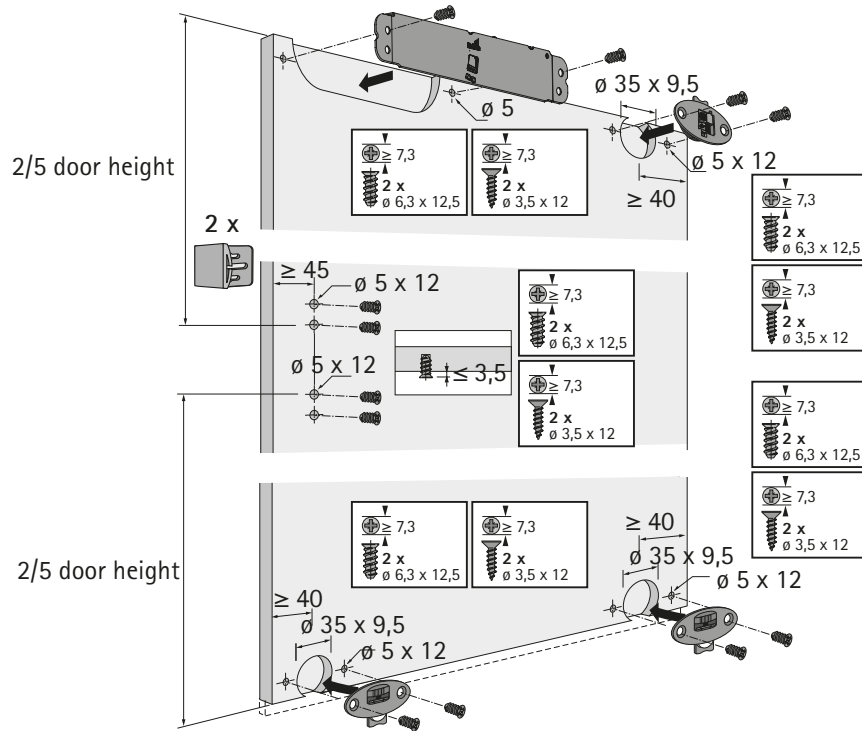 ø 35 x 9,5
ø 5
2/5 door height
ø 5 x 12
≥ 40
≥ 7,3
2 x
ø 6,3 x 12,5
≥ 7,3
2 x
ø 3,5 x 12
≥ 7,3
2 x
ø 6,3 x 12,5
2 x
≥ 45
ø 5 x 12
≥ 7,3
2 x
ø 6,3 x 12,5
≥ 7,3
2 x
ø 3,5 x 12
ø 5 x 12
≤ 3,5
≥ 7,3
2 x
ø 3,5 x 12
≥ 7,3
2 x
ø 6,3 x 12,5
≥ 7,3
2 x
ø 3,5 x 12
≥ 7,3
2 x
ø 6,3 x 12,5
≥ 7,3
2 x
ø 3,5 x 12
≥ 40
ø 35 x 9,5
ø 5 x 12
2/5 door height
≥ 40
ø 35 x 9,5
ø 5 x 12